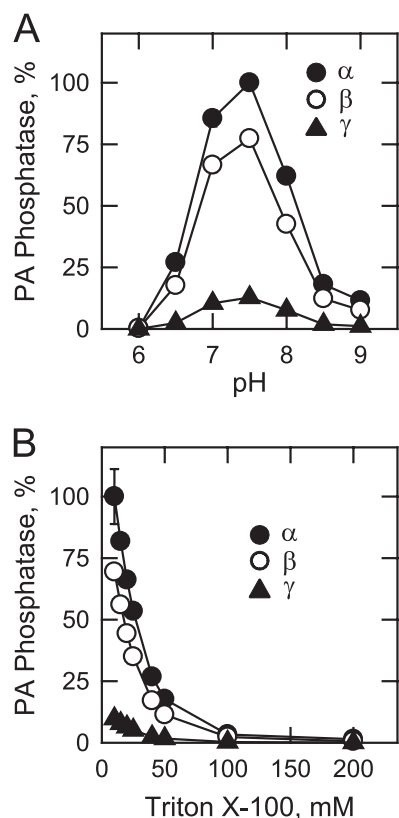 A
PA Phosphatase, %
100
75
50
25
0
α
β
γ
6 7 8 9
pH
B
PA Phosphatase, %
100
75
50
25
0
α
β
γ
0 50 100 150 200
Triton X-100, mM